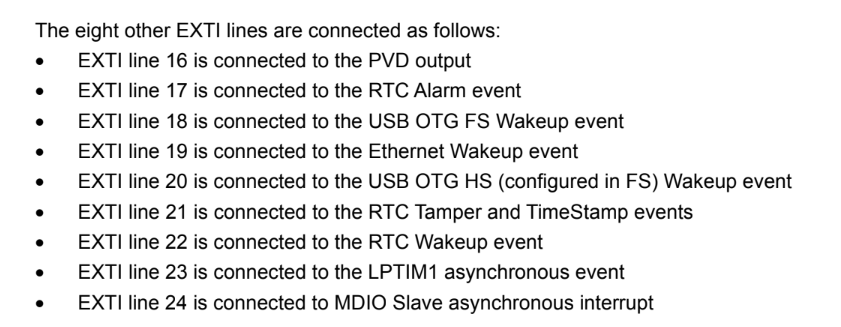 The eight other EXTI lines are connected as follows:
• EXTI line 16 is connected to the PVD output
• EXTI line 17 is connected to the RTC Alarm event
• EXTI line 18 is connected to the USB OTG FS Wakeup event
• EXTI line 19 is connected to the Ethernet Wakeup event
• EXTI line 20 is connected to the USB OTG HS (configured in FS) Wakeup event
• EXTI line 21 is connected to the RTC Tamper and TimeStamp events
• EXTI line 22 is connected to the RTC Wakeup event
• EXTI line 23 is connected to the LPTIM1 asynchronous event
• EXTI line 24 is connected to MDIO Slave asynchronous interrupt